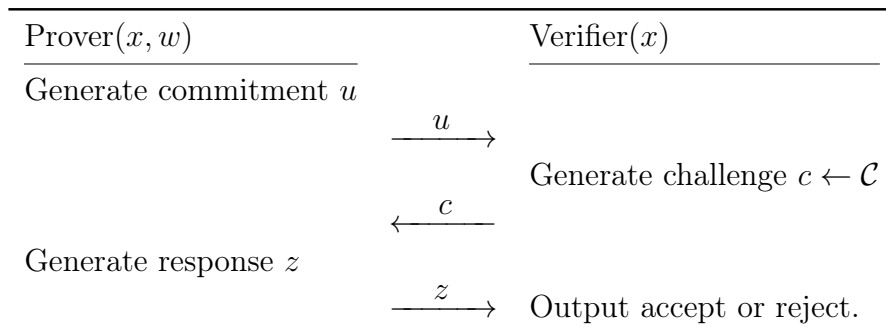 Prover(x, w) Verifier(x)
Generate commitment u
u
Generate challenge c ← 𝒞
c
Generate response z
z
Output accept or reject.